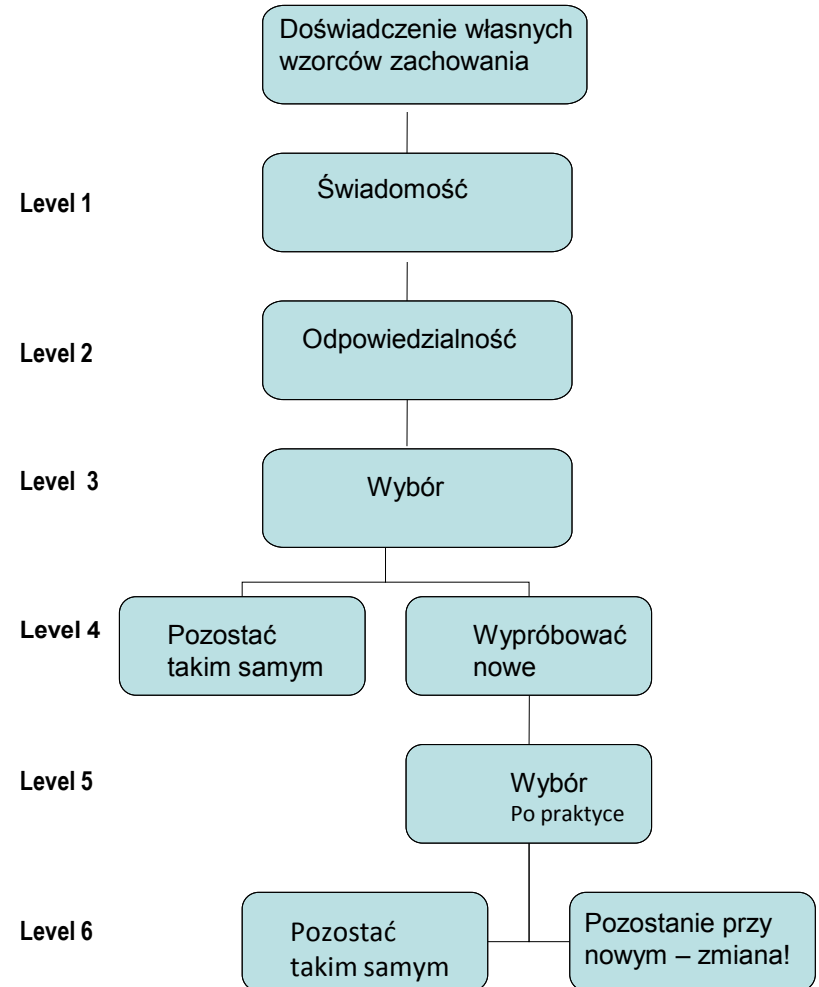 Doświadczenie własnych
wzorców zachowania
Level 1
Świadomość
Level 2
Odpowiedzialność
Level 3
Wybór
Level 4
Pozostać
takim samym
Wypróbować
nowe
Level 5
Wybór
Po praktyce
Level 6
Pozostać
takim samym
Pozostanie przy
nowym – zmiana!